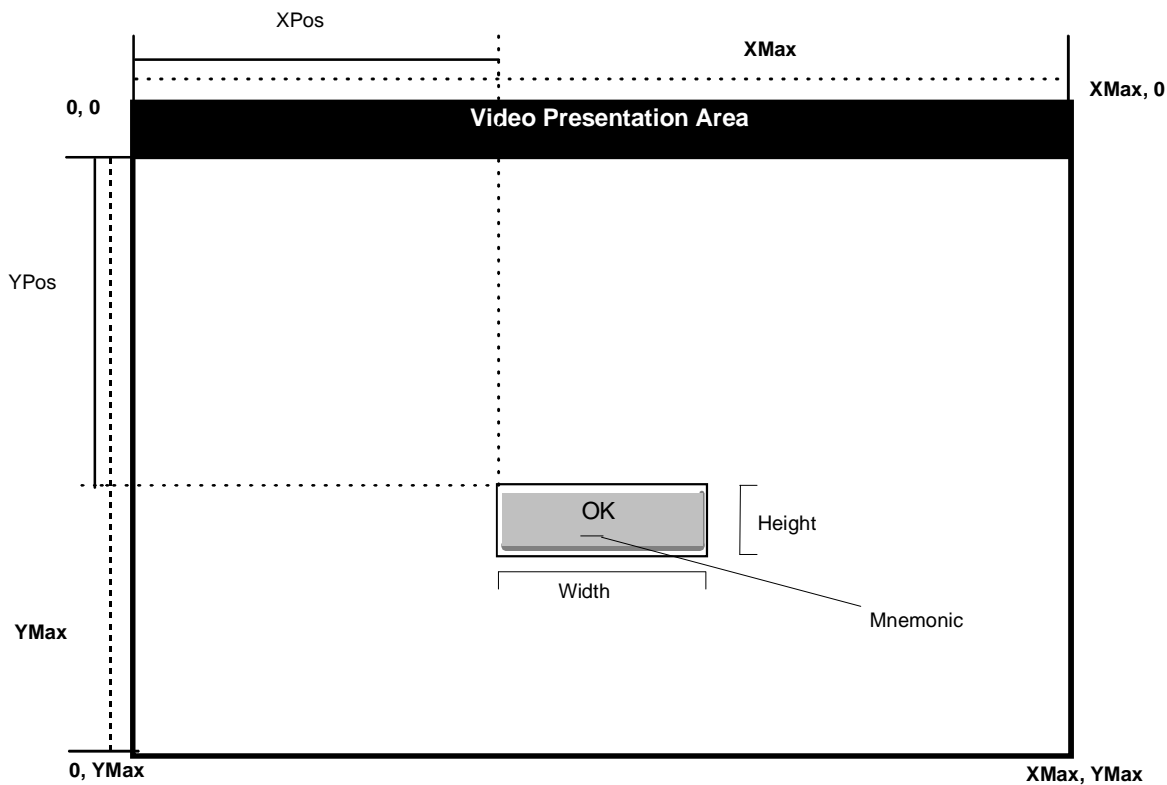 XPos
XMax
XMax, 0
0, 0
Video Presentation Area
YPos
OK
Height
Width
Mnemonic
YMax
0, YMax
XMax, YMax